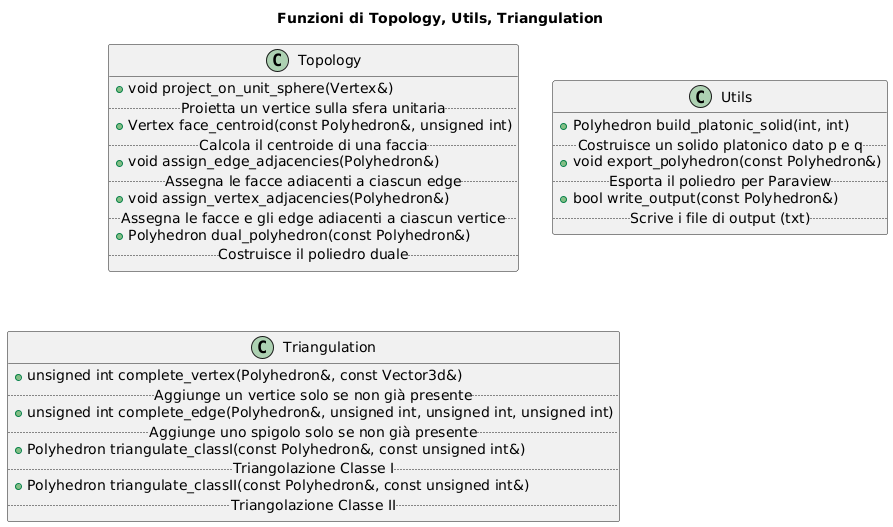 Funzioni di Topology, Utils, Triangulation
C Topology
void project_on_unit_sphere(Vertex&)
Proietta un vertice sulla sfera unitaria
Vertex face_centroid(const Polyhedron&, unsigned int)
Calcola il centroide di una faccia
void assign_edge_adjacencies(Polyhedron&)
Assegna le facce adiacenti a ciascun edge
void assign_vertex_adjacencies(Polyhedron&)
Assegna le facce e gli edge adiacenti a ciascun vertice
Polyhedron dual_polyhedron(const Polyhedron&)
Costruisce il poliedro duale
C Utils
Polyhedron build_platonic_solid(int, int)
Costruisce un solido platonico dato p e q
void export_polyhedron(const Polyhedron&)
Esporta il poliedro per Paraview
bool write_output(const Polyhedron&)
Scrive i file di output (txt)
C Triangulation
unsigned int complete_vertex(Polyhedron&, const Vector3d&)
Aggiunge un vertice solo se non già presente
unsigned int complete_edge(Polyhedron&, unsigned int, unsigned int, unsigned int)
Aggiunge uno spigolo solo se non già presente
Polyhedron triangulate_classI(const Polyhedron&, const unsigned int&)
Triangolazione Classe I
Polyhedron triangulate_classII(const Polyhedron&, const unsigned int&)
Triangolazione Classe II